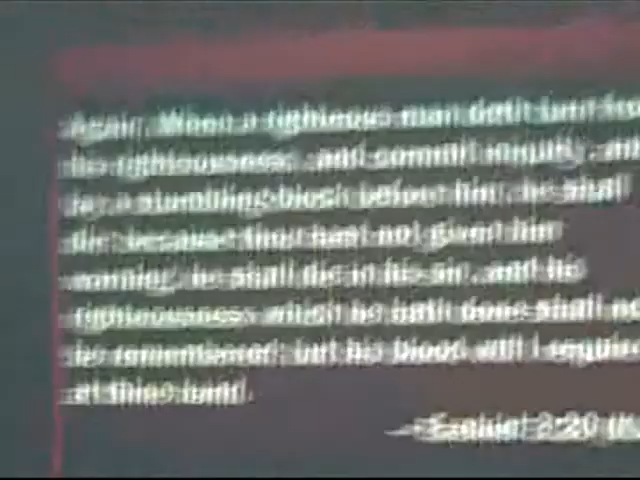 Again, When a righteous man doth turn
his righteousness, and commit iniquity, and
lay a stumbling-block before him, he shall
die: because thou hast not given him
warning, he shall die in his sin, and his
righteousness which he hath done shall not
be remembered; but his blood will I require
at thine hand.
— Ezekiel 3:20